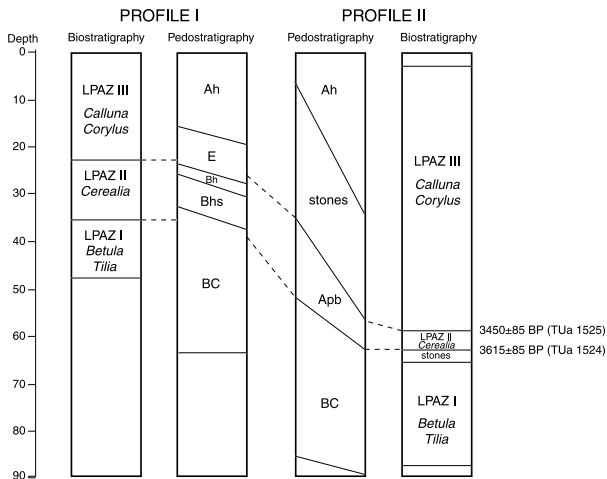 PROFILE I
PROFILE II
Depth
Biostratigraphy
Pedostratigraphy
Pedostratigraphy
Biostratigraphy
0
10
20
30
40
50
60
70
80
90
LPAZ III
Calluna
Corylus
LPAZ II
Cerealia
LPAZ I
Betula
Tilia
Ah
E
Bh
Bhs
BC
Ah
stones
Apb
BC
LPAZ III
Calluna
Corylus
LPAZ II
Cerealia
stones
LPAZ I
Betula
Tilia
3450±85 BP (TUa 1525)
3615±85 BP (TUa 1524)